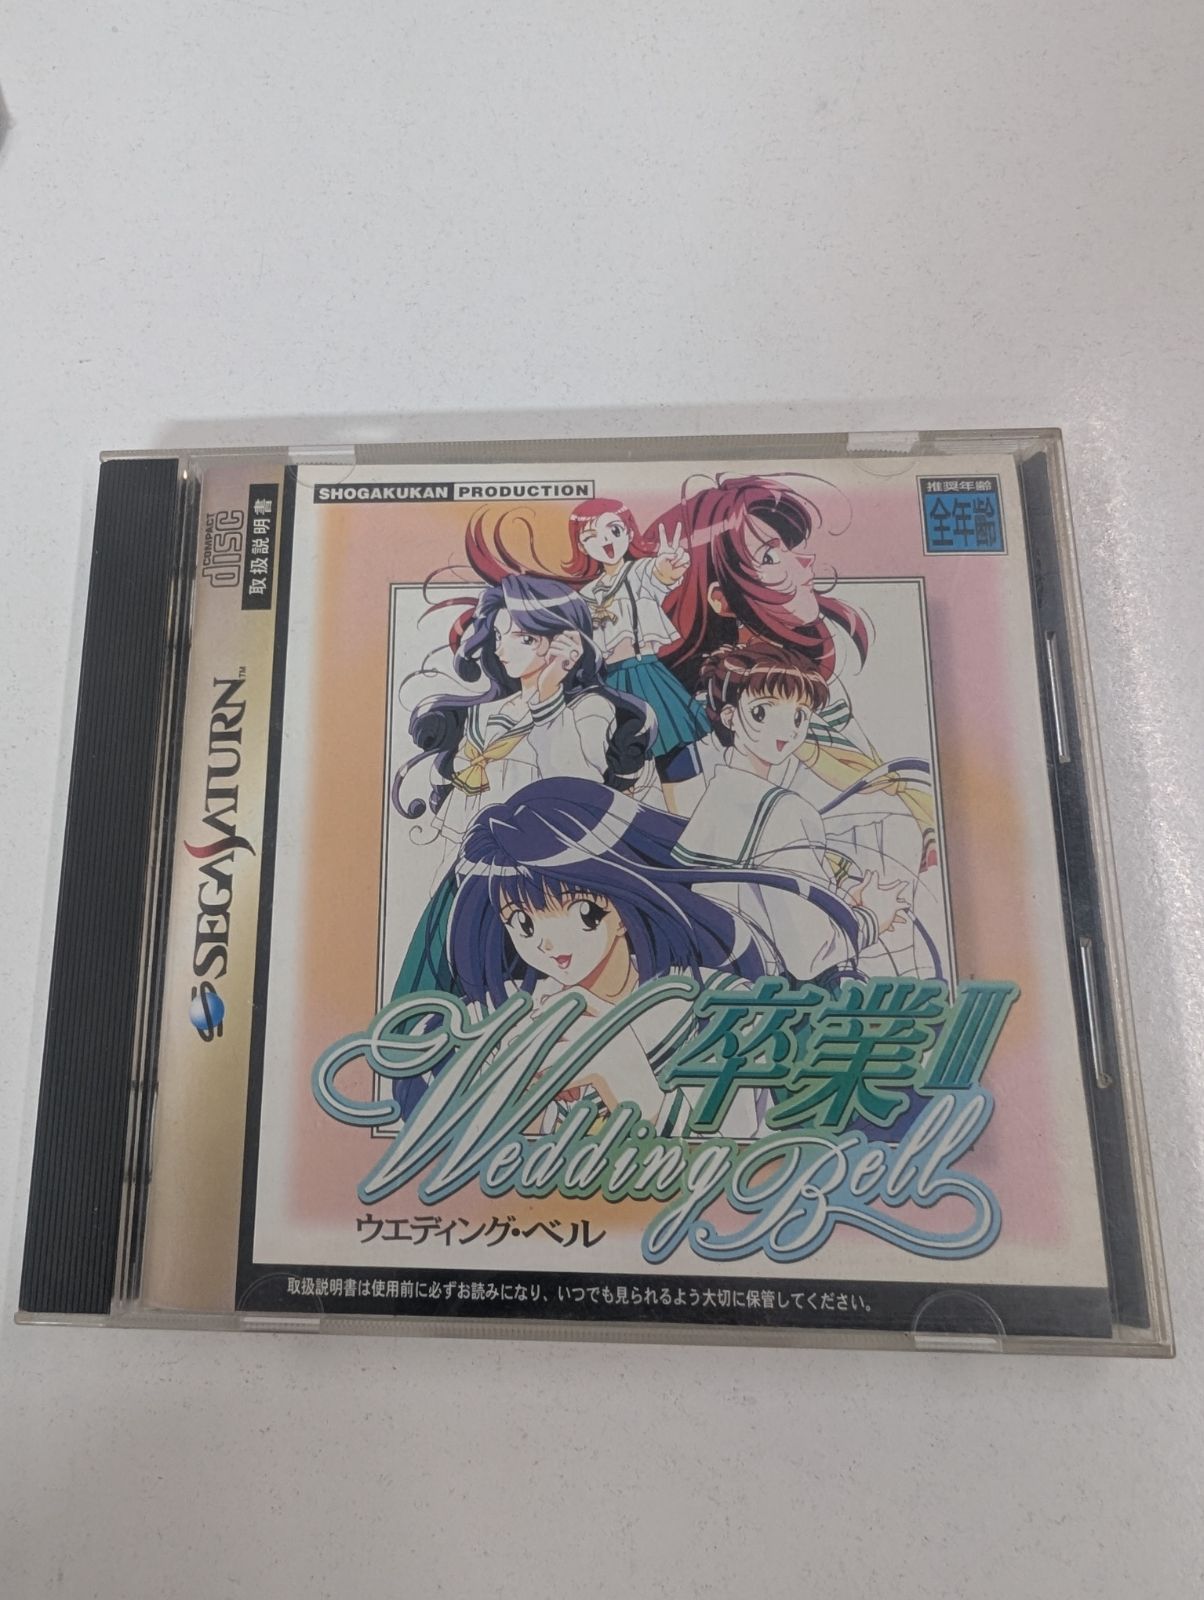 SHOGAKUKAN PRODUCTION
推奨年齢
全年齢
COMPACT
disc
取扱説明書
SEGA SATURN™
卒業III
Wedding Bell
ウエディング・ベル
取扱説明書は使用前に必ずお読みになり、いつでも見られるよう大切に保管してください。